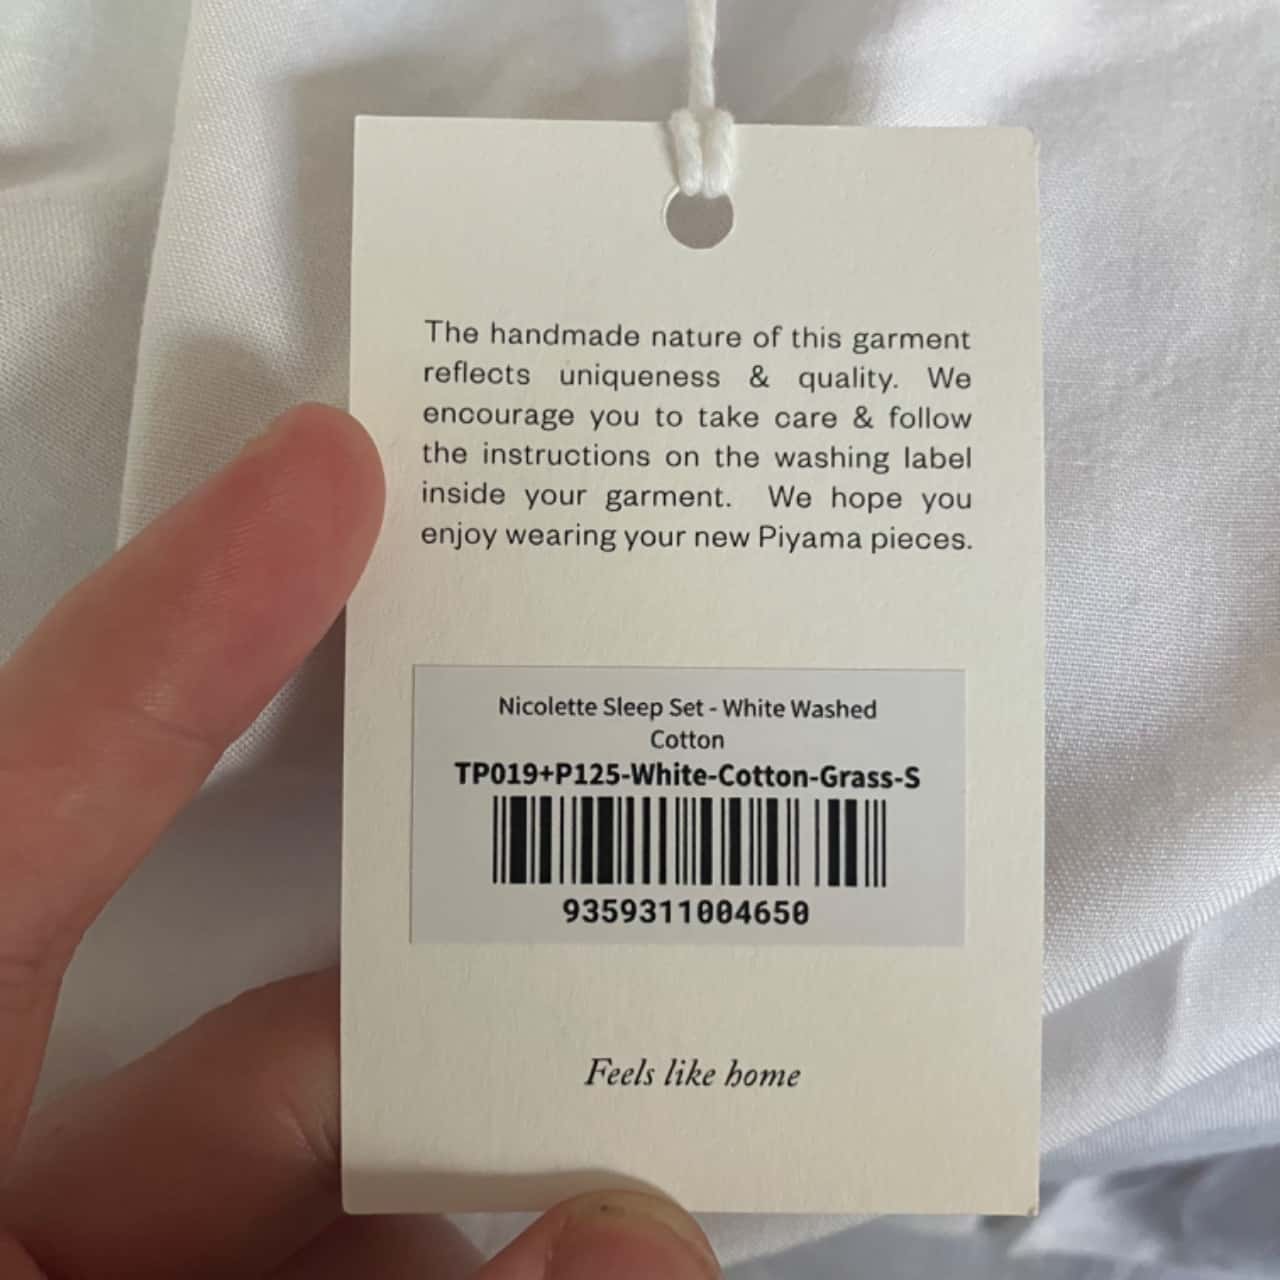 The handmade nature of this garment
reflects uniqueness & quality. We
encourage you to take care & follow
the instructions on the washing label
inside your garment. We hope you
enjoy wearing your new Piyama pieces.
Nicolette Sleep Set - White Washed
Cotton
TP019+P125-White-Cotton-Grass-S
9359311004650
Feels like home